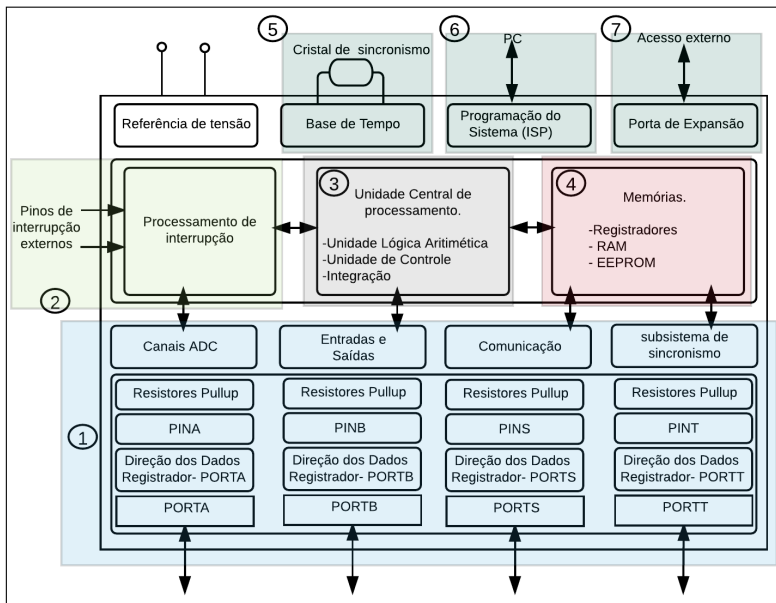 5
Cristal de sincronismo
6
PC
7
Acesso externo
Referência de tensão
Base de Tempo
Programação do
Sistema (ISP)
Porta de Expansão
Pinos de
interrupção
externos
2
Processamento de
interrupção
3
Unidade Central de
processamento.
-Unidade Lógica Aritimética
-Unidade de Controle
-Integração
4
Memórias.
-Registradores
- RAM
- EEPROM
1
Canais ADC
Entradas e
Saídas
Comunicação
subsistema de
sincronismo
Resistores Pullup
Resistores Pullup
Resistores Pullup
Resistores Pullup
PINA
PINB
PINS
PINT
Direção dos Dados
Registrador- PORTA
Direção dos Dados
Registrador- PORTB
Direção dos Dados
Registrador- PORTS
Direção dos Dados
Registrador- PORTT
PORTA
PORTB
PORTS
PORTT